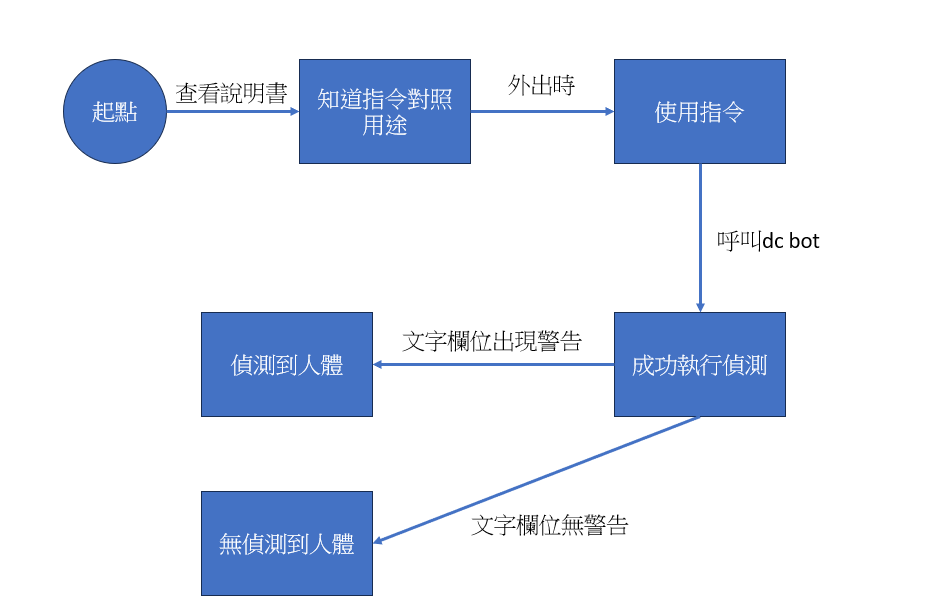 起點
查看說明書
知道指令對照
用途
外出時
使用指令
呼叫dc bot
成功執行偵測
文字欄位出現警告
偵測到人體
文字欄位無警告
無偵測到人體